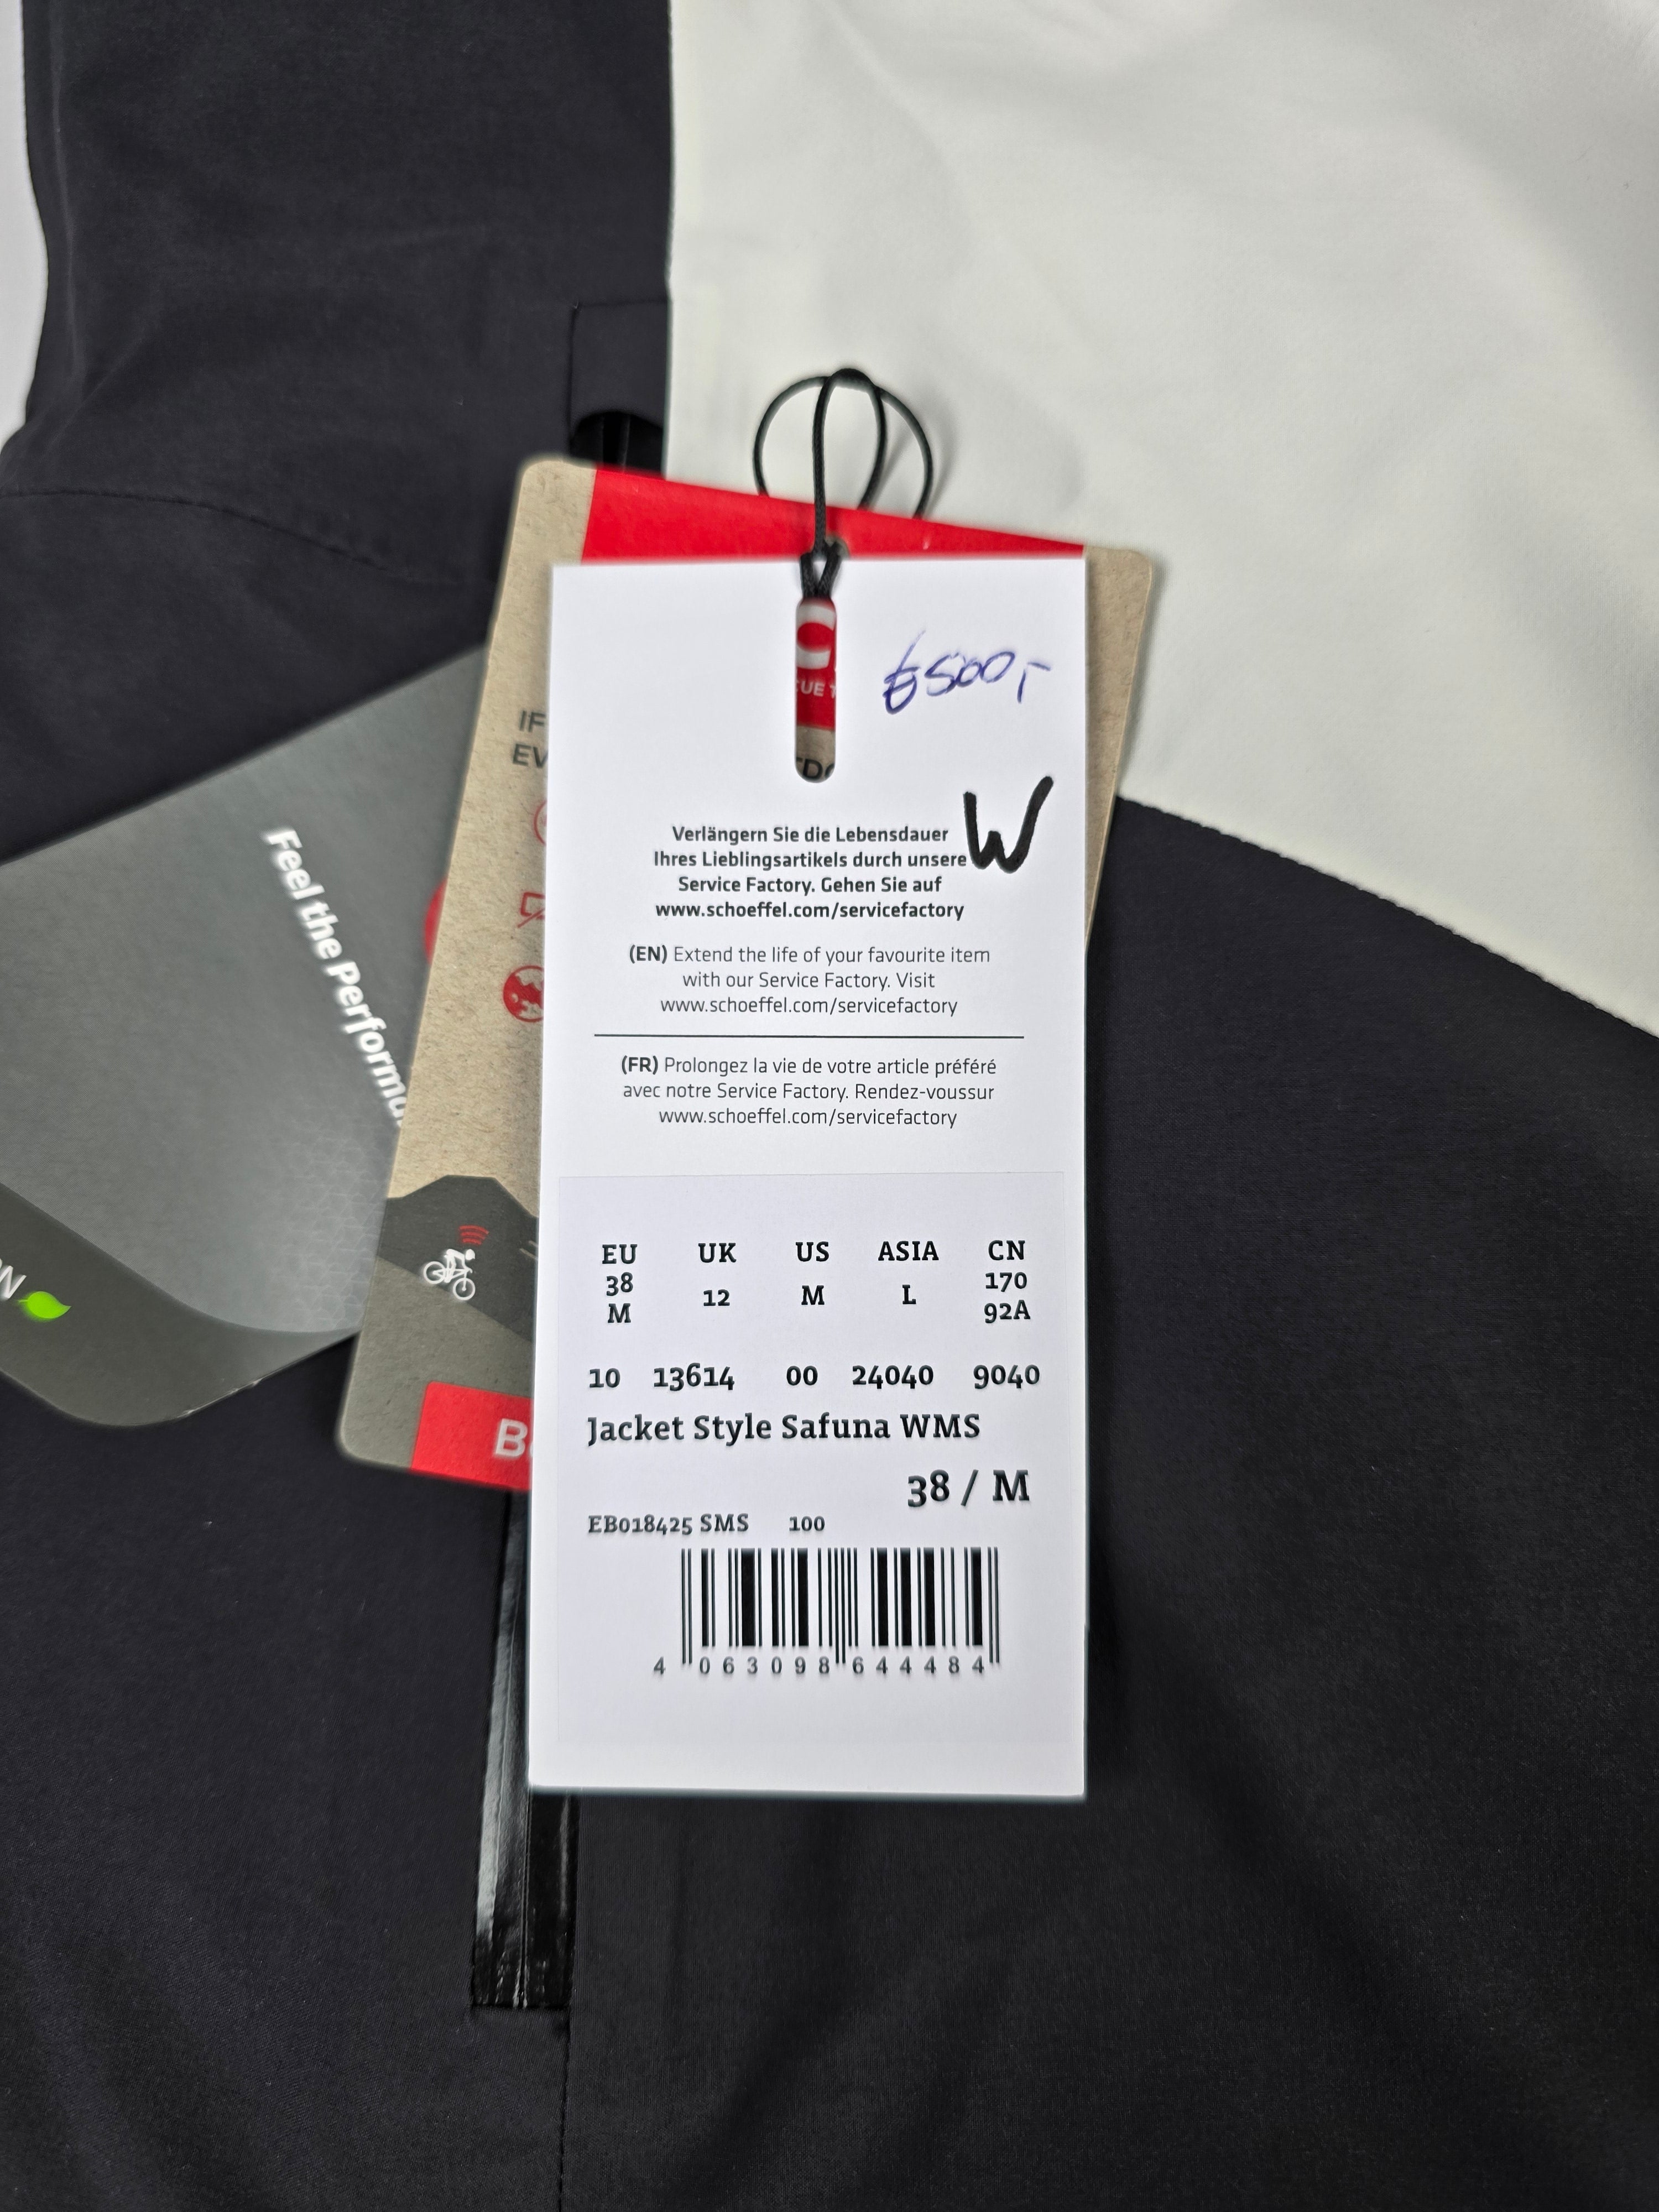 €500,-
W
Verlängern Sie die Lebensdauer
Ihres Lieblingsartikels durch unsere
Service Factory. Gehen Sie auf
www.schoeffel.com/servicefactory
(EN) Extend the life of your favourite item
with our Service Factory. Visit
www.schoeffel.com/servicefactory
(FR) Prolongez la vie de votre article préféré
avec notre Service Factory. Rendez-voussur
www.schoeffel.com/servicefactory
EU UK US ASIA CN
38 M 12 M L 170 92A
10 13614 00 24040 9040
Jacket Style Safuna WMS
38 / M
EB018425 SMS 100
4 063098 644484
Feel the
IF
EV